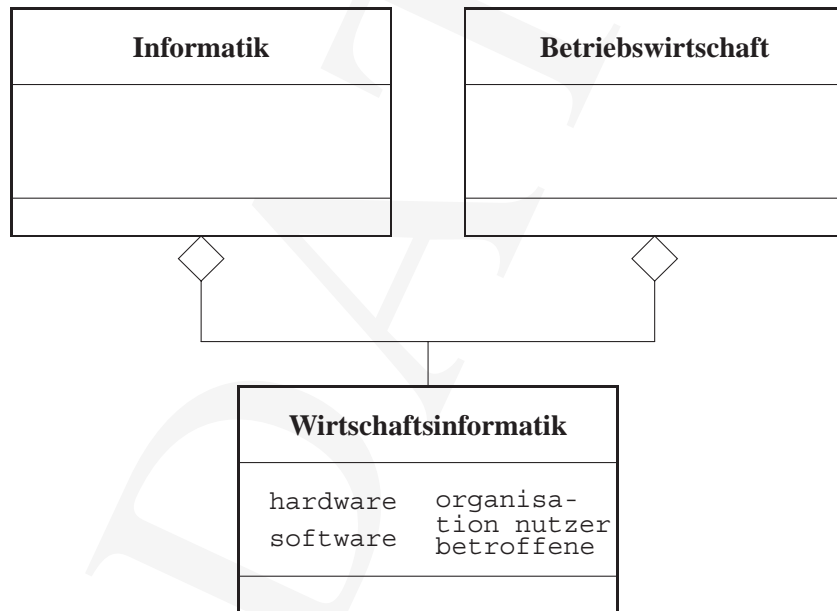 Informatik
Betriebswirtschaft
Wirtschaftsinformatik
hardware
software
organisa-
tion nutzer
betroffene